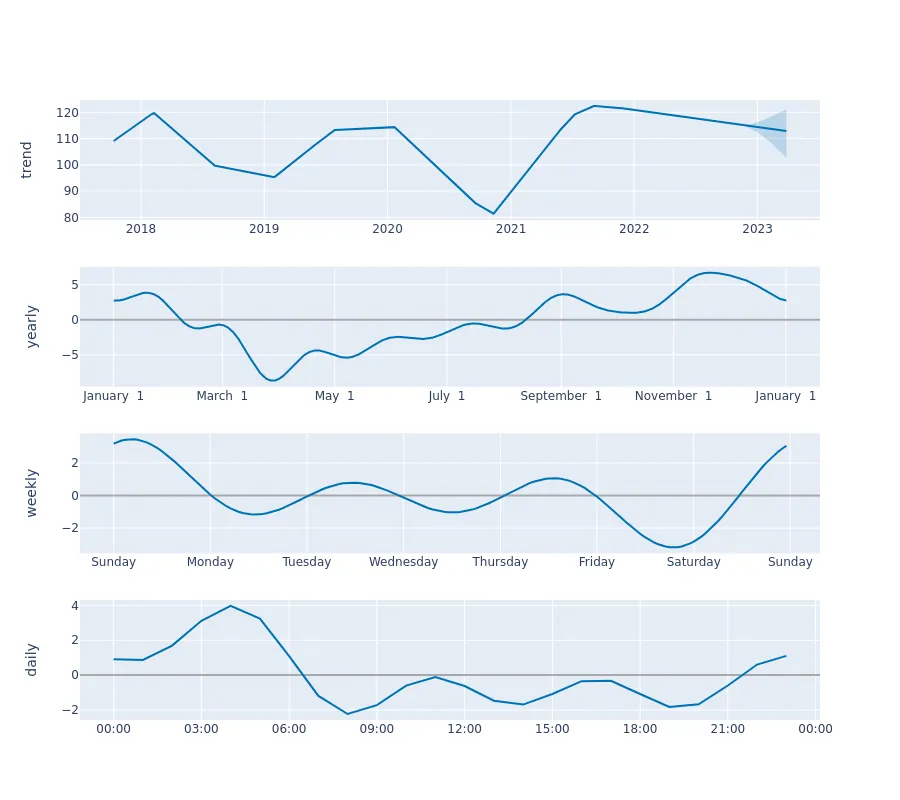 trend
120
110
100
90
80
2018 2019 2020 2021 2022 2023
yearly
5
0
−5
January 1 March 1 May 1 July 1 September 1 November 1 January 1
weekly
2
0
−2
Sunday Monday Tuesday Wednesday Thursday Friday Saturday Sunday
daily
4
2
0
−2
00:00 03:00 06:00 09:00 12:00 15:00 18:00 21:00 00:00